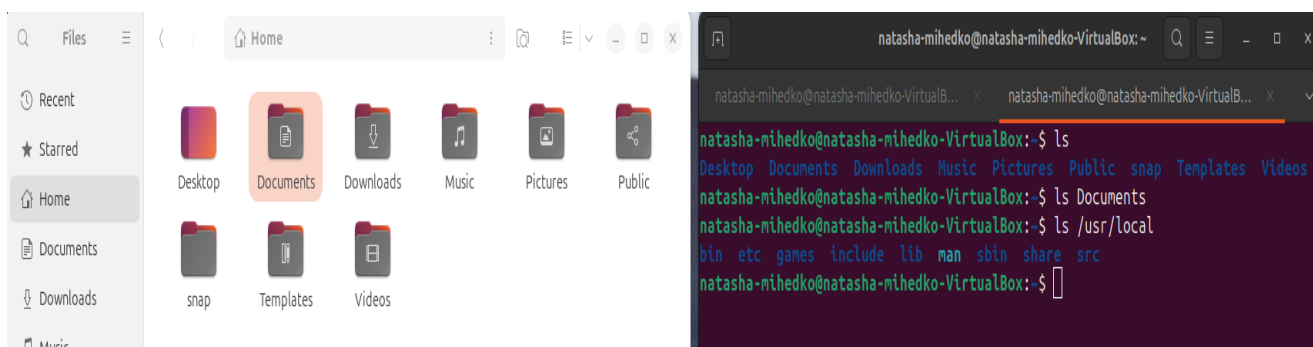 Files
Home
Recent
Starred
Home
Documents
Downloads
Music
Desktop Documents Downloads Music Pictures Public
snap Templates Videos
natasha-mihedko@natasha-mihedko-VirtualBox: ~
natasha-mihedko@natasha-mihedko-VirtualB... natasha-mihedko@natasha-mihedko-VirtualB...
natasha-mihedko@natasha-mihedko-VirtualBox:~$ ls
Desktop Documents Downloads Music Pictures Public snap Templates Videos
natasha-mihedko@natasha-mihedko-VirtualBox:~$ ls Documents
natasha-mihedko@natasha-mihedko-VirtualBox:~$ ls /usr/local
bin etc games include lib man sbin share src
natasha-mihedko@natasha-mihedko-VirtualBox:~$